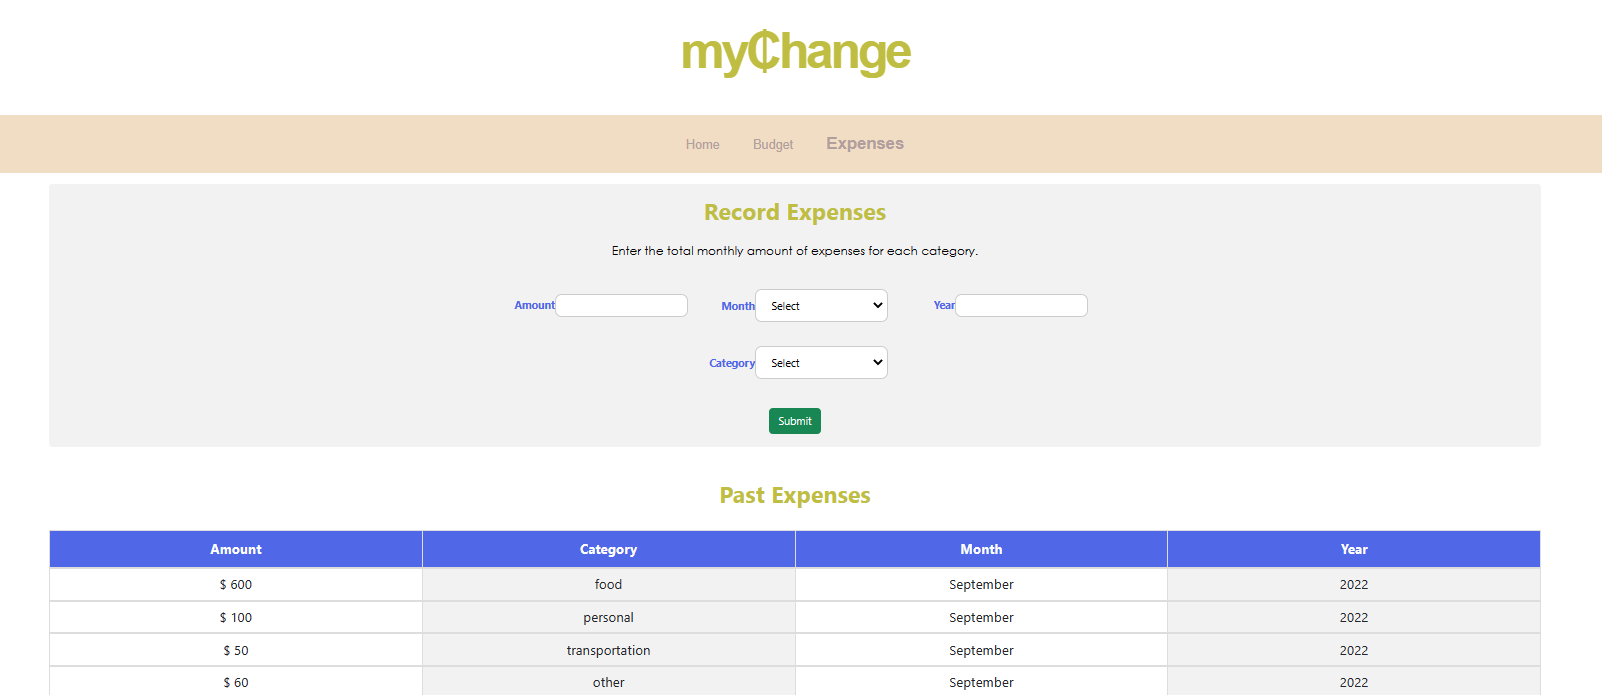 my₵hange
Home Budget Expenses
Record Expenses
Enter the total monthly amount of expenses for each category.
Amount Month Select Year
Category Select
Submit
Past Expenses
Amount Category Month Year
$ 600 food September 2022
$ 100 personal September 2022
$ 50 transportation September 2022
$ 60 other September 2022